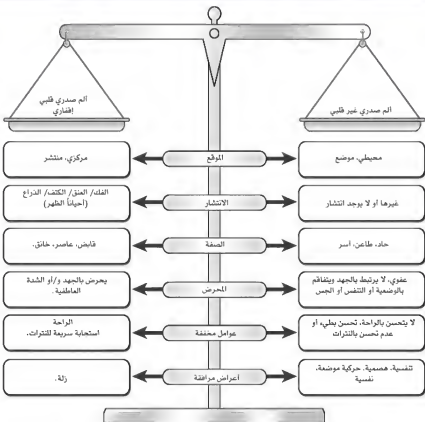 ألم صدري غير قلبي
ألم صدري قلبي
إقفاري
محيطي، موضع
الموقع
مركزي، منتشر
غيرها أو لا يوجد انتشار
الانتشار
الفك/ العنق/ الكتف/ الذراع
(أحياناً الظهر)
حاد، طاعن، آسر
الصفة
قابض، عاصر، خانق.
عفوي، لا يرتبط بالجهد ويتفاقم
بالوضعية أو التنفس أو الجس
المحرض
يحرض بالجهد و/أو الشدة
العاطفية.
لا يتحسن بالراحة، تحسن بطيء أو
عدم تحسن بالنترات
عوامل مخففة
الراحة
استجابة سريعة للنترات.
تنفسية، هضمية، حركية موضعة،
نفسية
أعراض مرافقة
زلة.